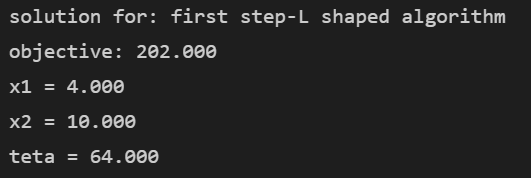 solution for: first step-L shaped algorithm
objective: 202.000
x1 = 4.000
x2 = 10.000
teta = 64.000